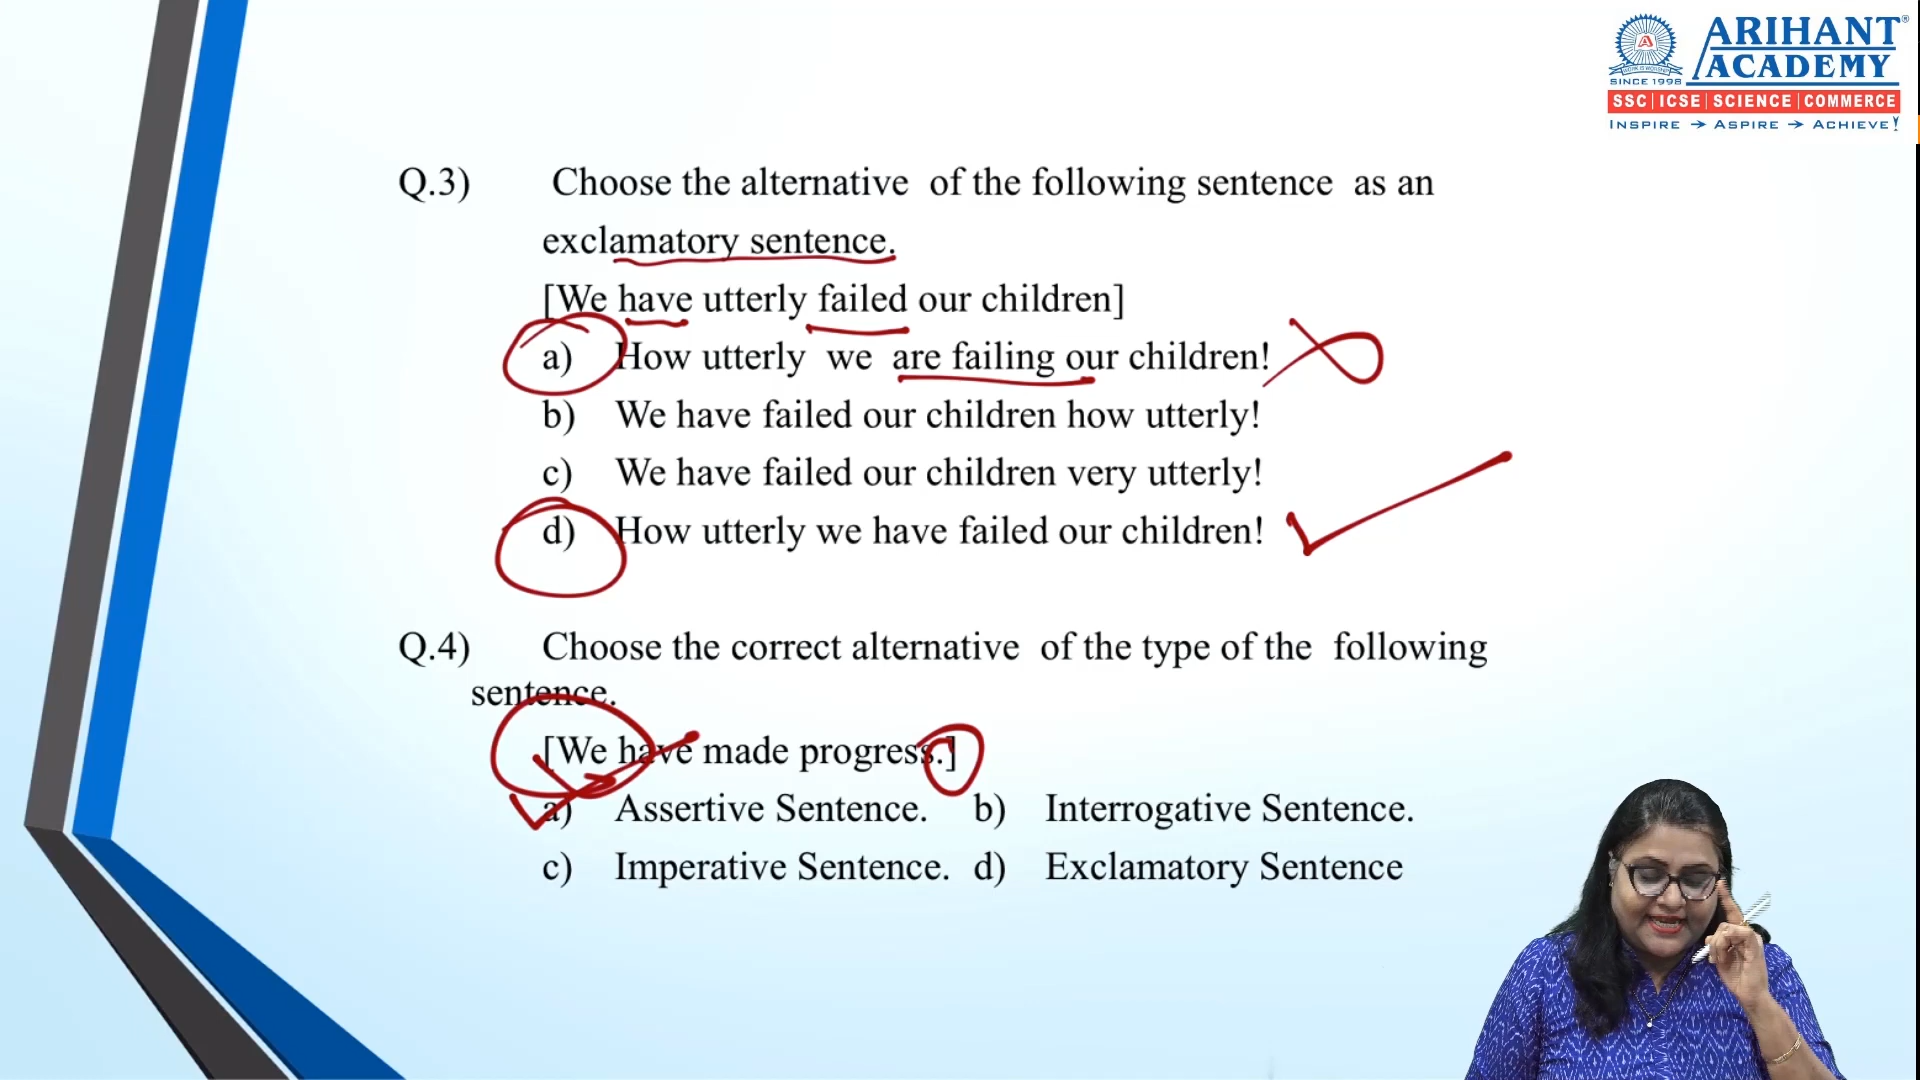 ARIHANT
ACADEMY
SINCE 1998
SSC | ICSE | SCIENCE | COMMERCE
INSPIRE → ASPIRE → ACHIEVE!
Q.3) Choose the alternative of the following sentence as an
exclamatory sentence.
[We have utterly failed our children]
a) How utterly we are failing our children!
b) We have failed our children how utterly!
c) We have failed our children very utterly!
d) How utterly we have failed our children!
Q.4) Choose the correct alternative of the type of the following
sentence.
[We have made progress.]
a) Assertive Sentence. b) Interrogative Sentence.
c) Imperative Sentence. d) Exclamatory Sentence